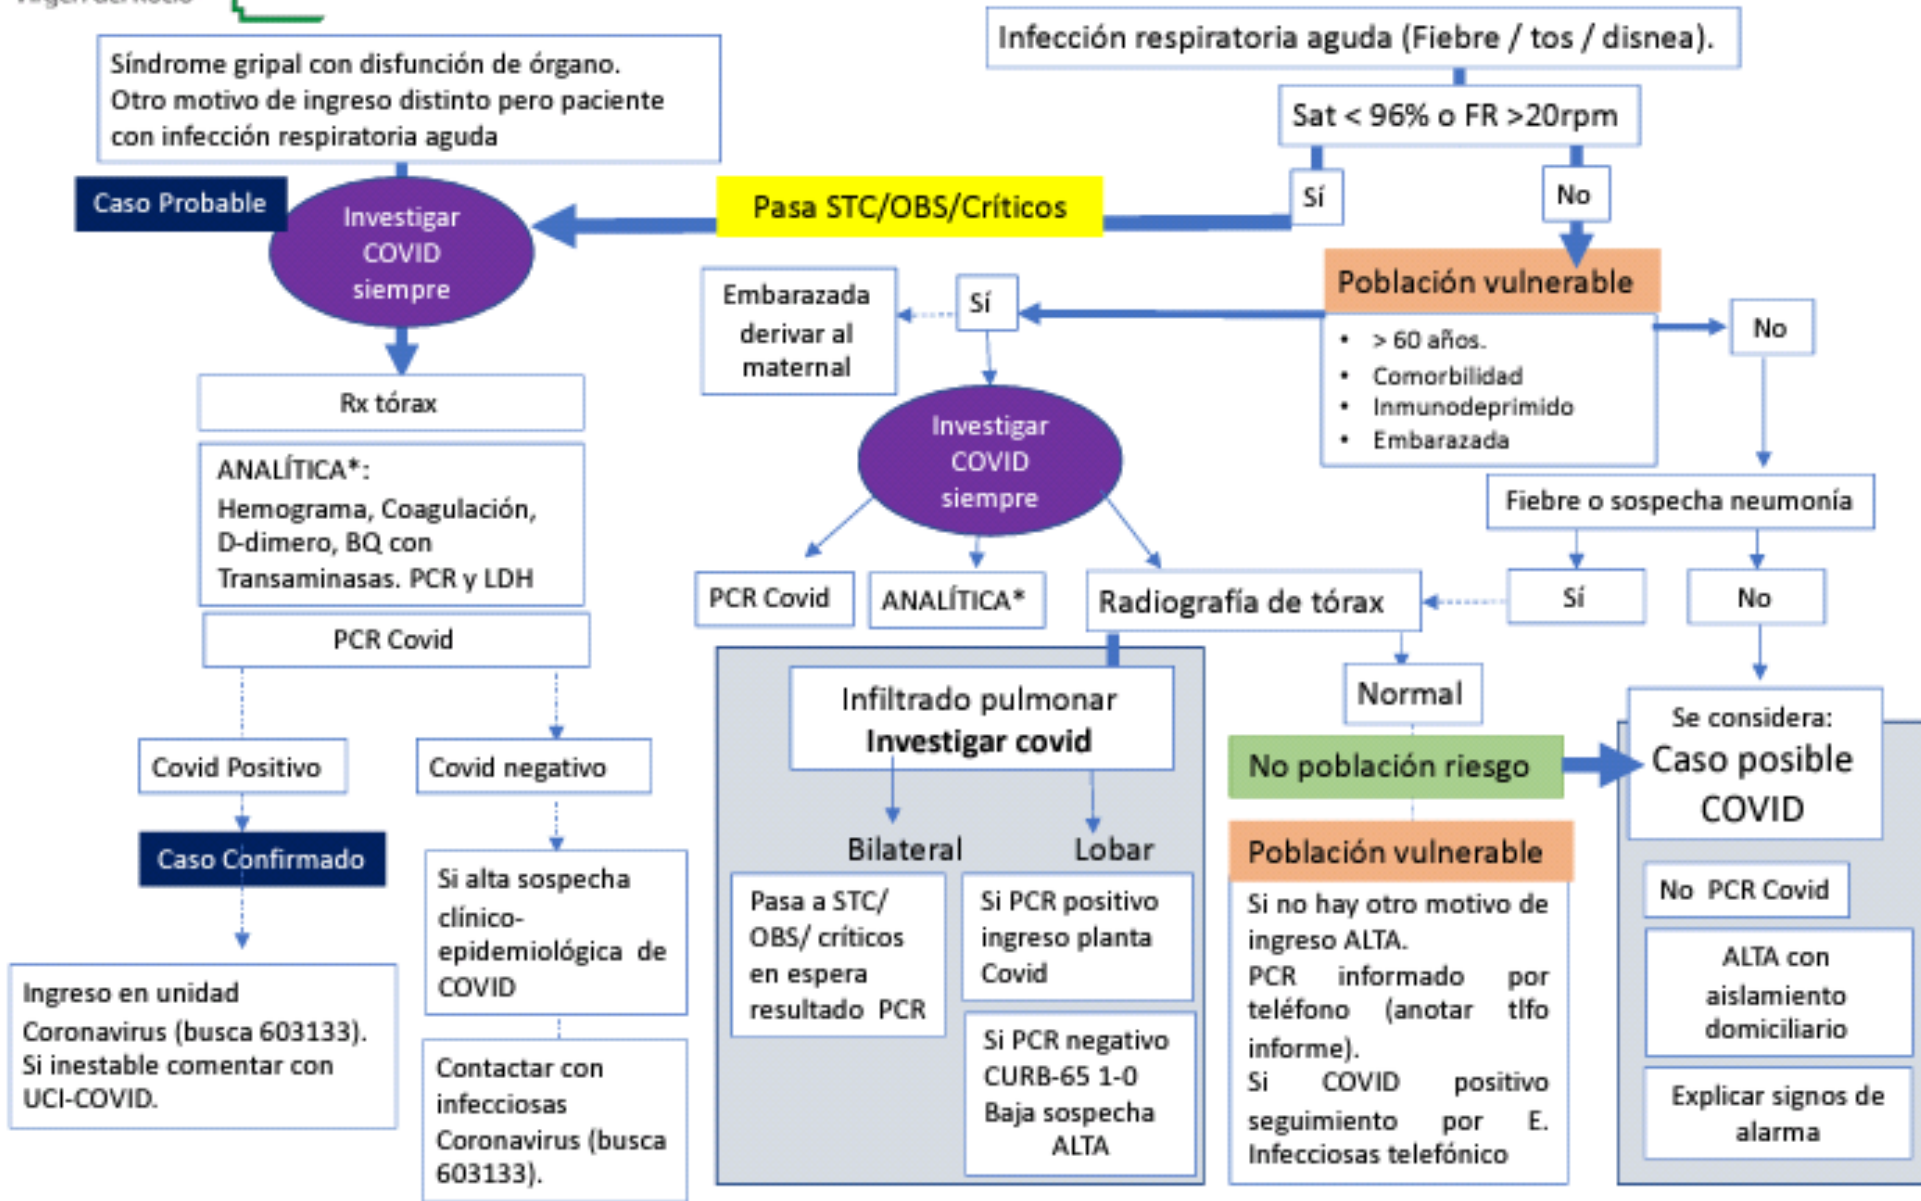 Virgen del Rocío
Infección respiratoria aguda (Fiebre / tos / disnea).
Sat < 96% o FR >20rpm
Sí
No
Síndrome gripal con disfunción de órgano.
Otro motivo de ingreso distinto pero paciente
con infección respiratoria aguda
Caso Probable
Investigar
COVID
siempre
Pasa STC/OBS/Críticos
Rx tórax
ANALÍTICA*:
Hemograma, Coagulación,
D-dimero, BQ con
Transaminasas. PCR y LDH
PCR Covid
Covid Positivo
Covid negativo
Caso Confirmado
Ingreso en unidad
Coronavirus (busca 603133).
Si inestable comentar con
UCI-COVID.
Si alta sospecha
clínico-
epidemiológica de
COVID
Contactar con
infecciosas
Coronavirus (busca
603133).
Población vulnerable
• > 60 años.
• Comorbilidad
• Inmunodeprimido
• Embarazada
Sí
Embarazada
derivar al
maternal
No
Investigar
COVID
siempre
PCR Covid
ANALÍTICA*
Radiografía de tórax
Fiebre o sospecha neumonía
Sí
No
Infiltrado pulmonar
Investigar covid
Bilateral
Pasa a STC/
OBS/ críticos
en espera
resultado PCR
Lobar
Si PCR positivo
ingreso planta
Covid
Si PCR negativo
CURB-65 1-0
Baja sospecha
ALTA
Normal
No población riesgo
Población vulnerable
Si no hay otro motivo de
ingreso ALTA.
PCR informado por
teléfono (anotar tlfo
informe).
Si COVID positivo
seguimiento por E.
Infecciosas telefónico
Se considera:
Caso posible
COVID
No PCR Covid
ALTA con
aislamiento
domiciliario
Explicar signos de
alarma